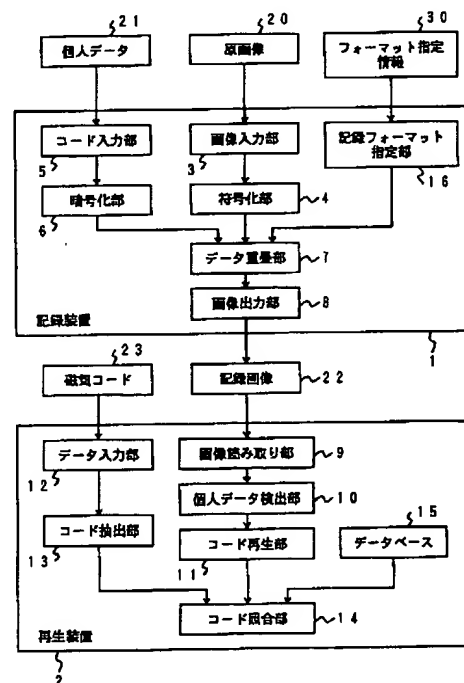 21
20
30
個人データ
原画像
フォーマット指定
情報
コード入力部
画像入力部
記録フォーマット
指定部
5
3
16
暗号化部
符号化部
4
6
データ重畳部
7
画像出力部
8
記録装置
1
23
磁気コード
記録画像
22
データ入力部
画像読み取り部
9
12
個人データ検出部
10
15
コード抽出部
コード再生部
データベース
13
11
コード照合部
14
再生装置
2